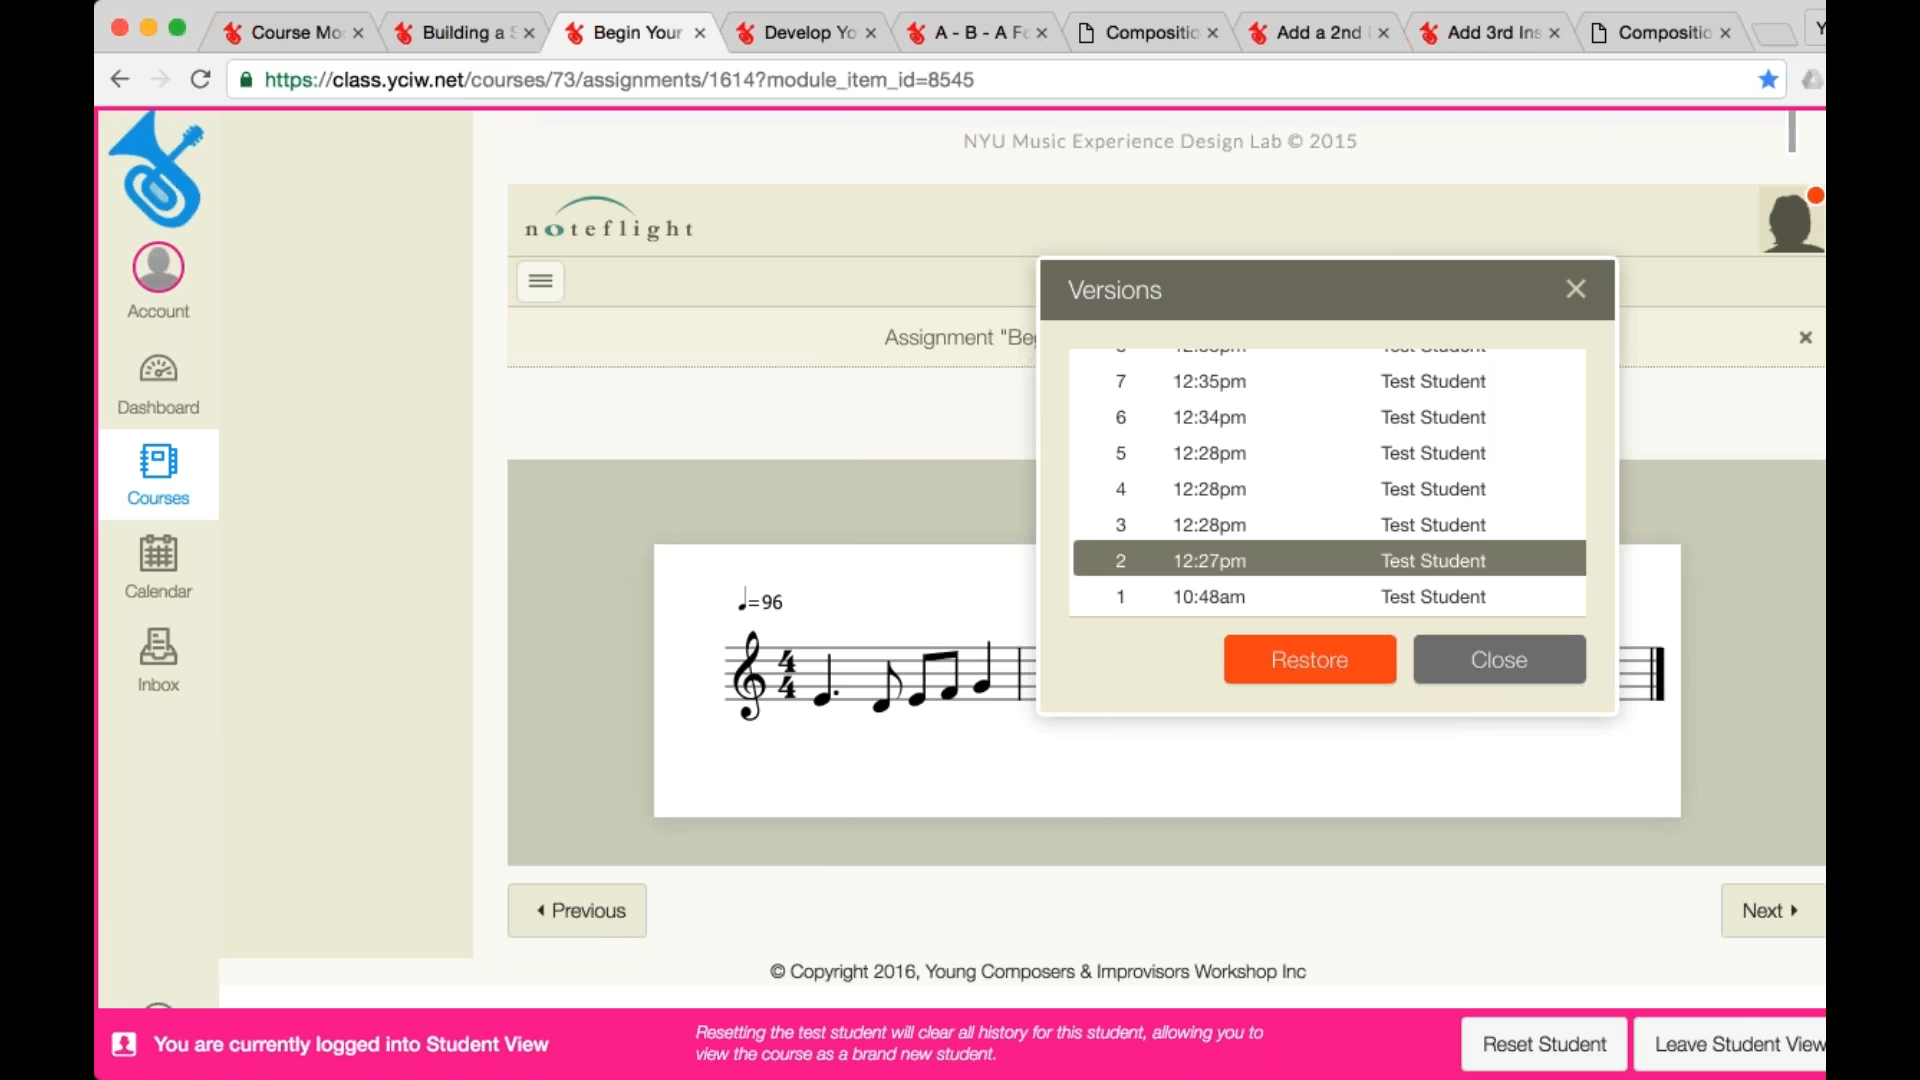 Course Mo
Building a S
Begin Your
Develop Yo
A - B - A Fo
Compositio
Add a 2nd
Add 3rd Ins
Compositio
Y
https://class.yciw.net/courses/73/assignments/1614?module_item_id=8545
NYU Music Experience Design Lab © 2015
noteflight
Account
Versions
Assignment "Be
7 12:35pm Test Student
6 12:34pm Test Student
Dashboard
5 12:28pm Test Student
4 12:28pm Test Student
Courses
3 12:28pm Test Student
2 12:27pm Test Student
Calendar
1 10:48am Test Student
=96
Restore Close
Inbox
4
4
Previous
Next
© Copyright 2016, Young Composers & Improvisors Workshop Inc
You are currently logged into Student View
Resetting the test student will clear all history for this student, allowing you to
view the course as a brand new student.
Reset Student
Leave Student View